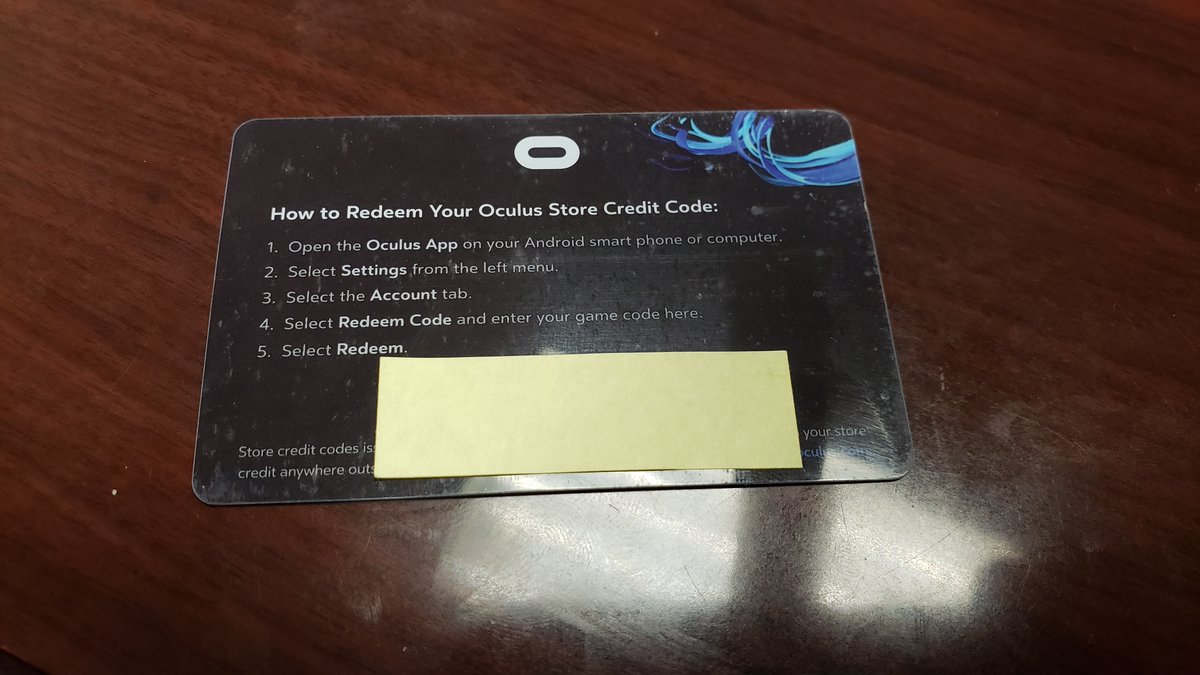 How to Redeem Your Oculus Store Credit Code:
1. Open the Oculus App on your Android smart phone or computer.
2. Select Settings from the left menu.
3. Select the Account tab.
4. Select Redeem Code and enter your game code here.
5. Select Redeem.
Store credit codes is your store
credit anywhere outs